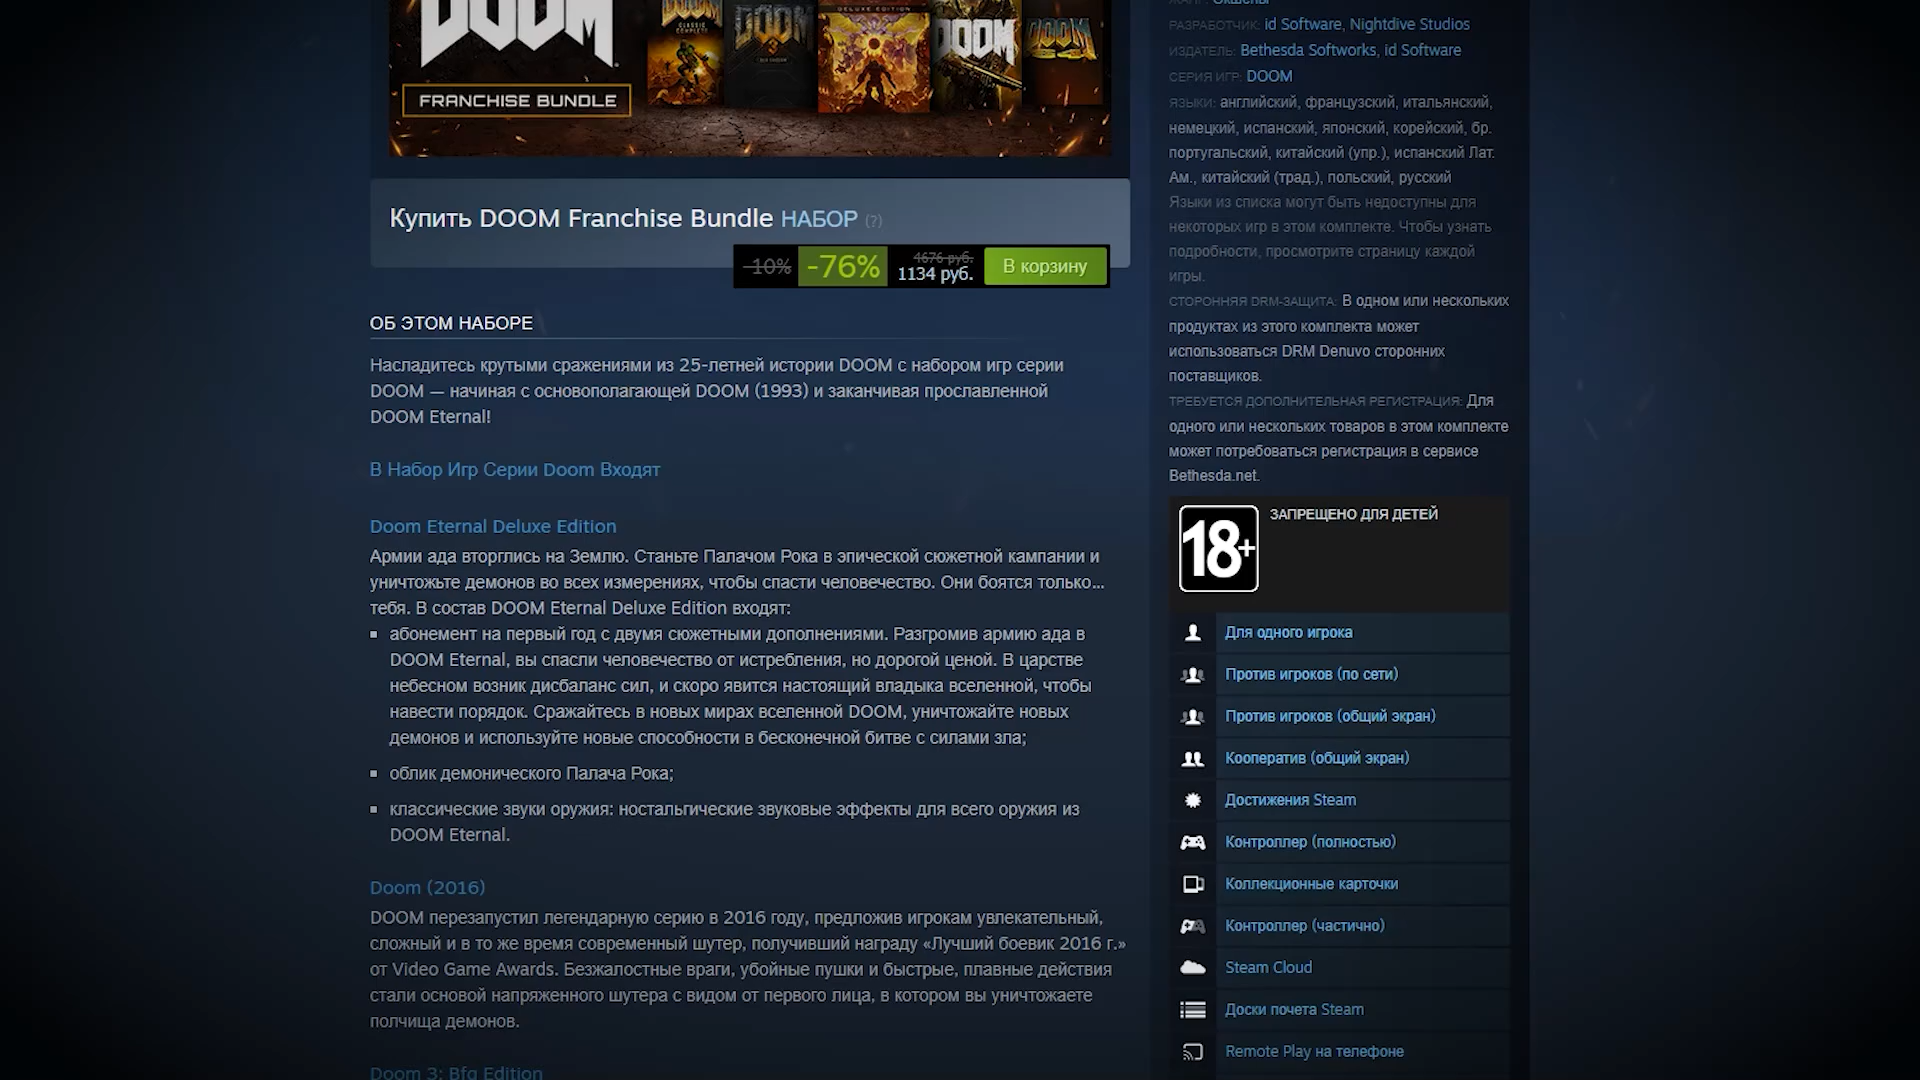 DOOM
FRANCHISE BUNDLE
DOOM
CLASSIC
COMPLETE
DOOM
3
DELUXE EDITION
DOOM
DOOM
64
Купить DOOM Franchise Bundle НАБОР (?)
-10%
-76%
4676 руб.
1134 руб.
В корзину
ОБ ЭТОМ НАБОРЕ
Насладитесь крутыми сражениями из 25-летней истории DOOM с набором игр серии
DOOM — начиная с основополагающей DOOM (1993) и заканчивая прославленной
DOOM Eternal!
В Набор Игр Серии Doom Входят
Doom Eternal Deluxe Edition
Армии ада вторглись на Землю. Станьте Палачом Рока в эпической сюжетной кампании и
уничтожьте демонов во всех измерениях, чтобы спасти человечество. Они боятся только...
тебя. В состав DOOM Eternal Deluxe Edition входят:
абонемент на первый год с двумя сюжетными дополнениями. Разгромив армию ада в
DOOM Eternal, вы спасли человечество от истребления, но дорогой ценой. В царстве
небесном возник дисбаланс сил, и скоро явится настоящий владыка вселенной, чтобы
навести порядок. Сражайтесь в новых мирах вселенной DOOM, уничтожайте новых
демонов и используйте новые способности в бесконечной битве с силами зла;
облик демонического Палача Рока;
классические звуки оружия: ностальгические звуковые эффекты для всего оружия из
DOOM Eternal.
Doom (2016)
DOOM перезапустил легендарную серию в 2016 году, предложив игрокам увлекательный,
сложный и в то же время современный шутер, получивший награду «Лучший боевик 2016 г.»
от Video Game Awards. Безжалостные враги, убойные пушки и быстрые, плавные действия
стали основой напряженного шутера с видом от первого лица, в котором вы уничтожаете
полчища демонов.
Doom 3: Bfg Edition
ЖАНР: Экшены
РАЗРАБОТЧИК: id Software, Nightdive Studios
ИЗДАТЕЛЬ: Bethesda Softworks, id Software
СЕРИЯ ИГР: DOOM
ЯЗЫКИ: английский, французский, итальянский,
немецкий, испанский, японский, корейский, бр.
португальский, китайский (упр.), испанский Лат.
Ам., китайский (трад.), польский, русский
Языки из списка могут быть недоступны для
некоторых игр в этом комплекте. Чтобы узнать
подробности, просмотрите страницу каждой
игры.
СТОРОННЯЯ DRM-ЗАЩИТА: В одном или нескольких
продуктах из этого комплекта может
использоваться DRM Denuvo сторонних
поставщиков.
ТРЕБУЕТСЯ ДОПОЛНИТЕЛЬНАЯ РЕГИСТРАЦИЯ: Для
одного или нескольких товаров в этом комплекте
может потребоваться регистрация в сервисе
Bethesda.net.
18+
ЗАПРЕЩЕНО ДЛЯ ДЕТЕЙ
Для одного игрока
Против игроков (по сети)
Против игроков (общий экран)
Кооператив (общий экран)
Достижения Steam
Контроллер (полностью)
Коллекционные карточки
Контроллер (частично)
Steam Cloud
Доски почета Steam
Remote Play на телефоне